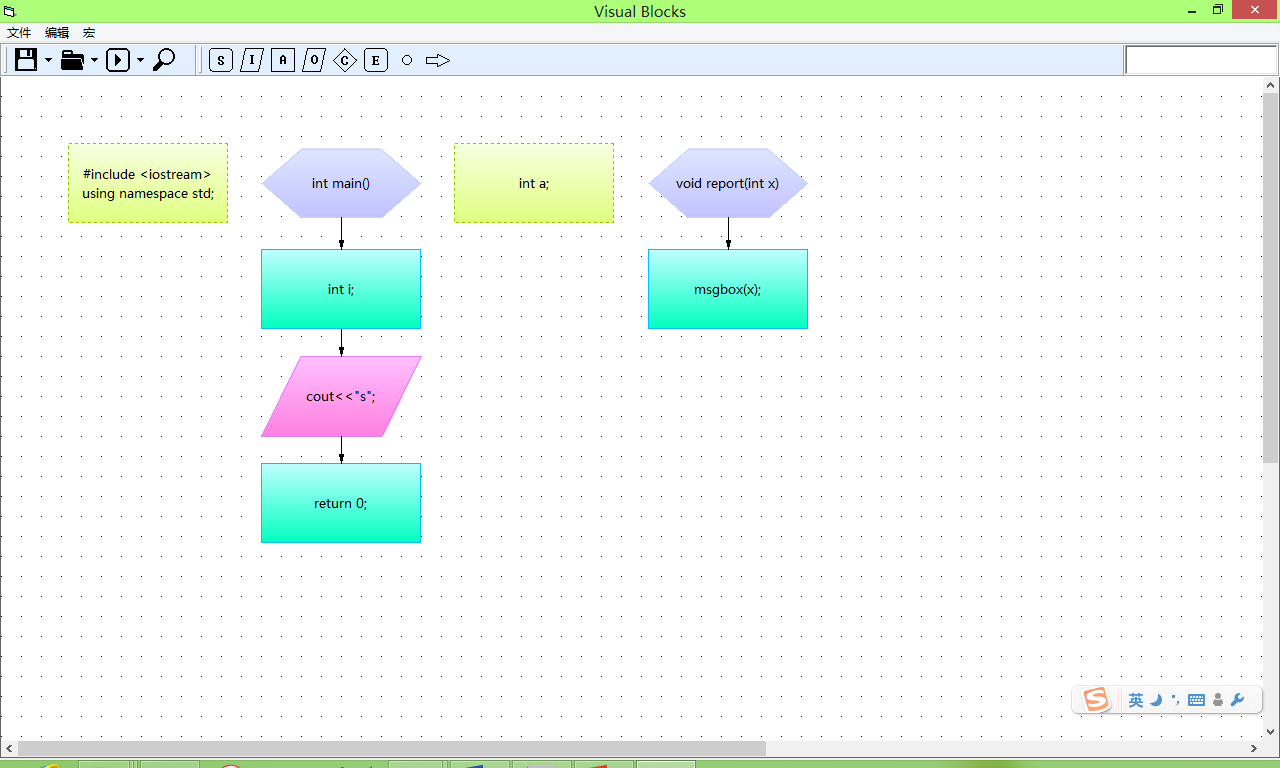 Visual Blocks
文件 编辑 宏
S I A O C E
#include <iostream>
using namespace std;
int main()
int a;
void report(int x)
int i;
msgbox(x);
cout<<"s";
return 0;
S 英